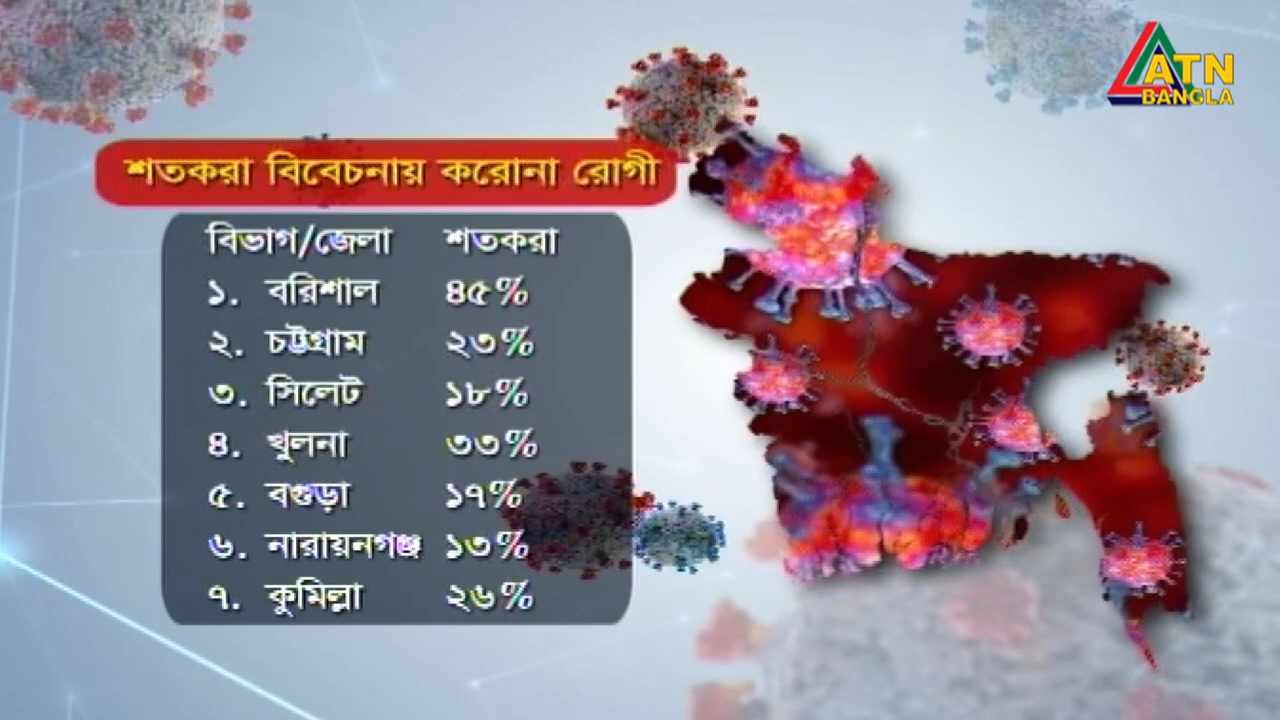 ATN
BANGLA
শতকরা বিবেচনায় করোনা রোগী
বিভাগ/জেলা শতকরা
১. বরিশাল ৪৫%
২. চট্টগ্রাম ২৩%
৩. সিলেট ১৮%
৪. খুলনা ৩৩%
৫. বগুড়া ১৭%
৬. নারায়নগঞ্জ ১৩%
৭. কুমিল্লা ২৬%